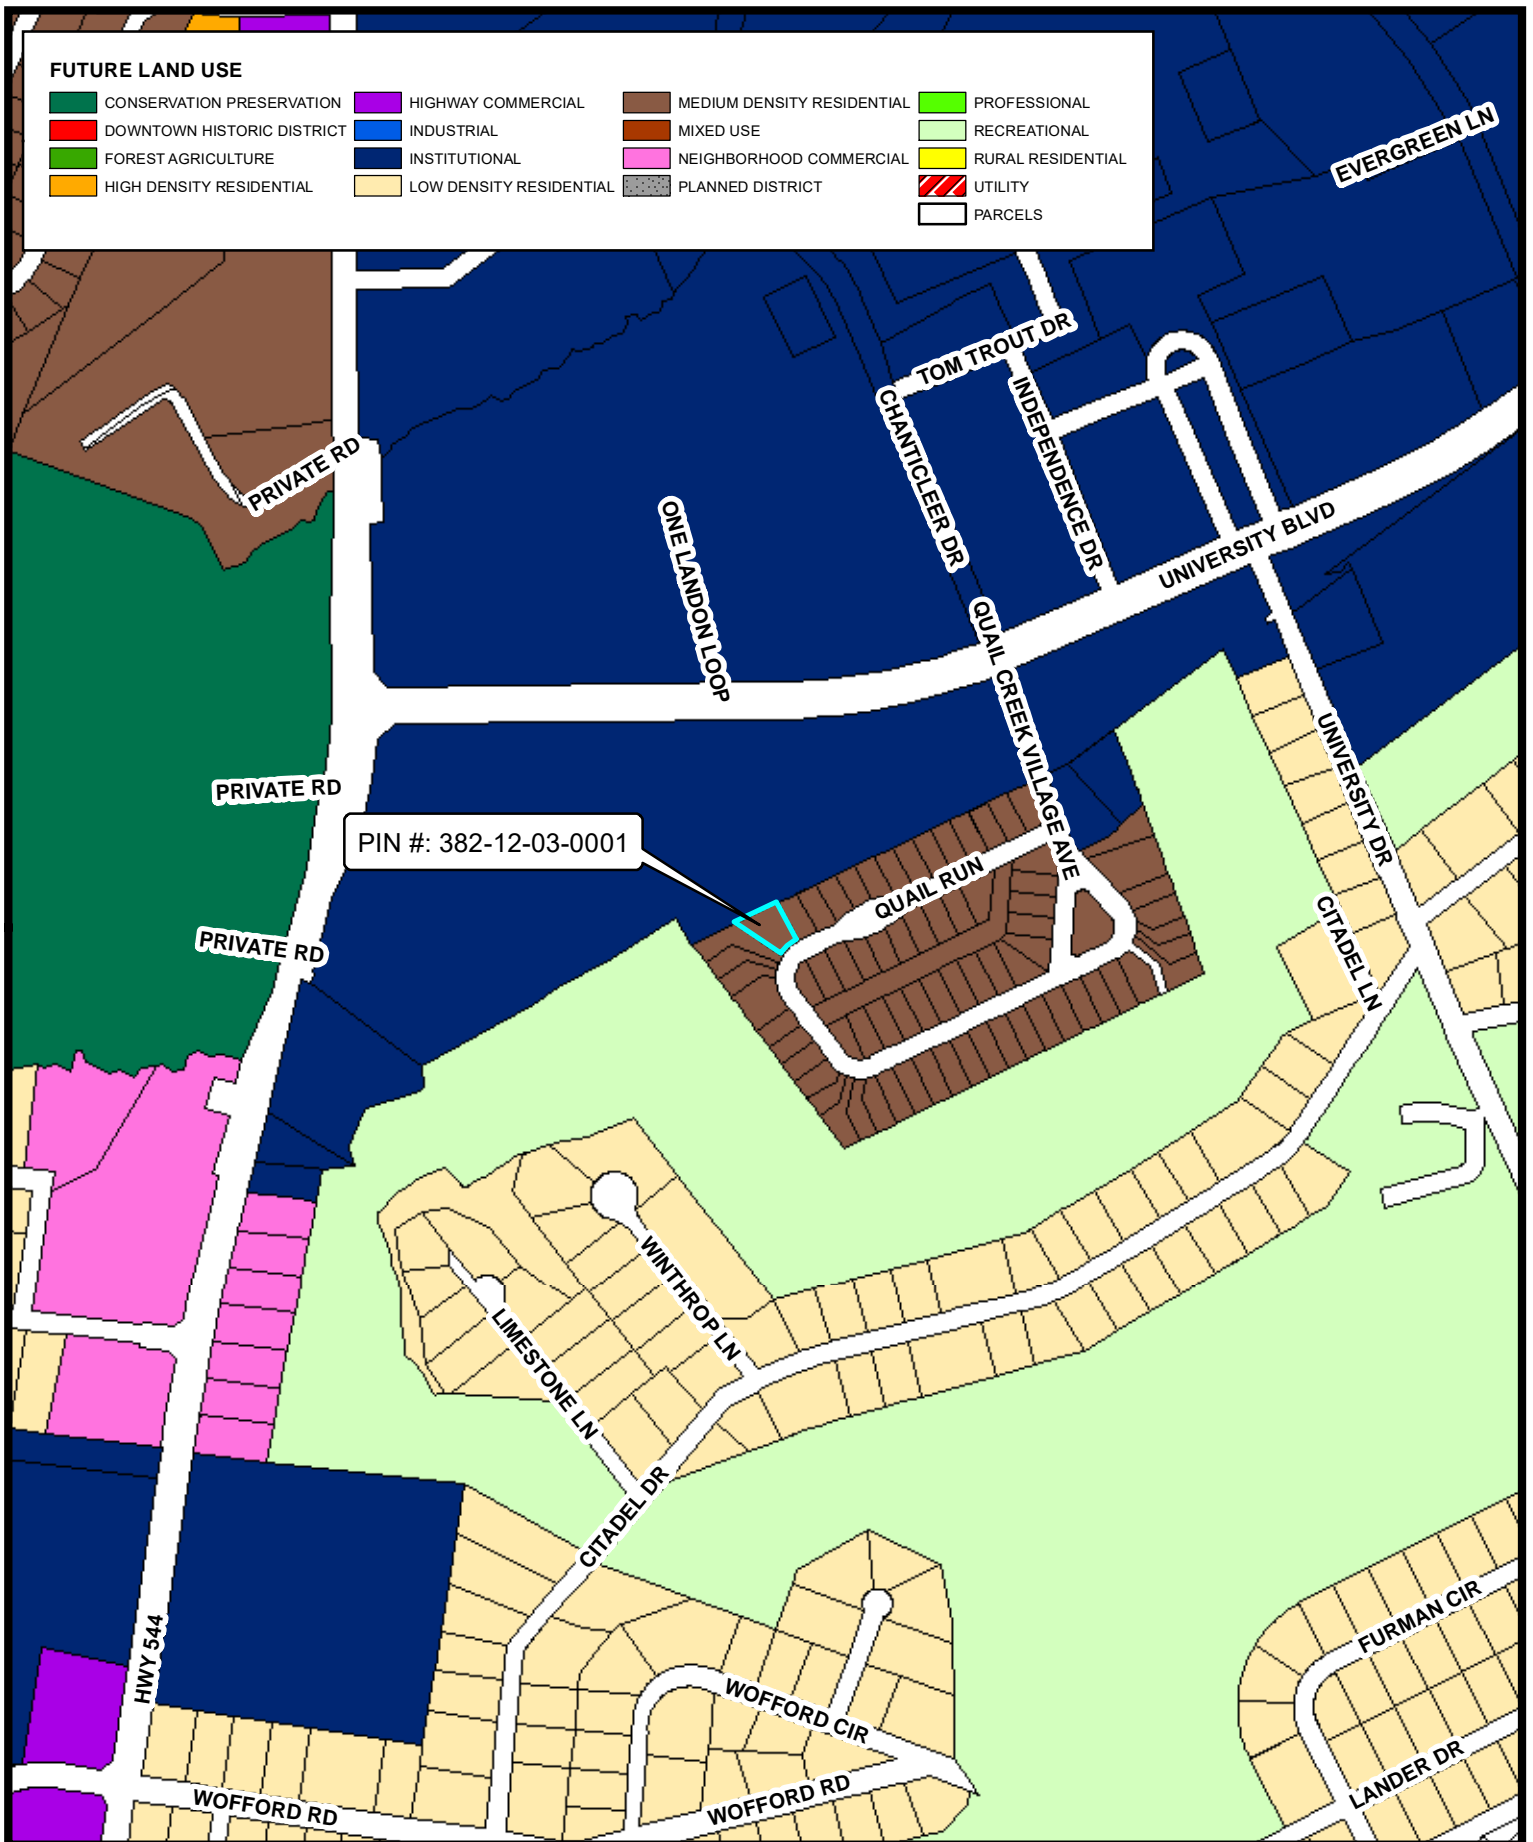 FUTURE LAND USE
CONSERVATION PRESERVATION
DOWNTOWN HISTORIC DISTRICT
FOREST AGRICULTURE
HIGH DENSITY RESIDENTIAL
HIGHWAY COMMERCIAL
INDUSTRIAL
INSTITUTIONAL
LOW DENSITY RESIDENTIAL
MEDIUM DENSITY RESIDENTIAL
MIXED USE
NEIGHBORHOOD COMMERCIAL
PLANNED DISTRICT
PROFESSIONAL
RECREATIONAL
RURAL RESIDENTIAL
UTILITY
PARCELS
EVERGREEN LN
TOM TROUT DR
CHANTICLEER DR
INDEPENDENCE DR
PRIVATE RD
ONE LANDON LOOP
UNIVERSITY BLVD
QUAIL CREEK VILLAGE AVE
UNIVERSITY DR
PRIVATE RD
PIN #: 382-12-03-0001
QUAIL RUN
PRIVATE RD
CITADEL LN
WINTHROP LN
LIMESTONE LN
CITADEL DR
HWY 544
FURMAN CIR
WOFFORD CIR
LANDER DR
WOFFORD RD
WOFFORD RD